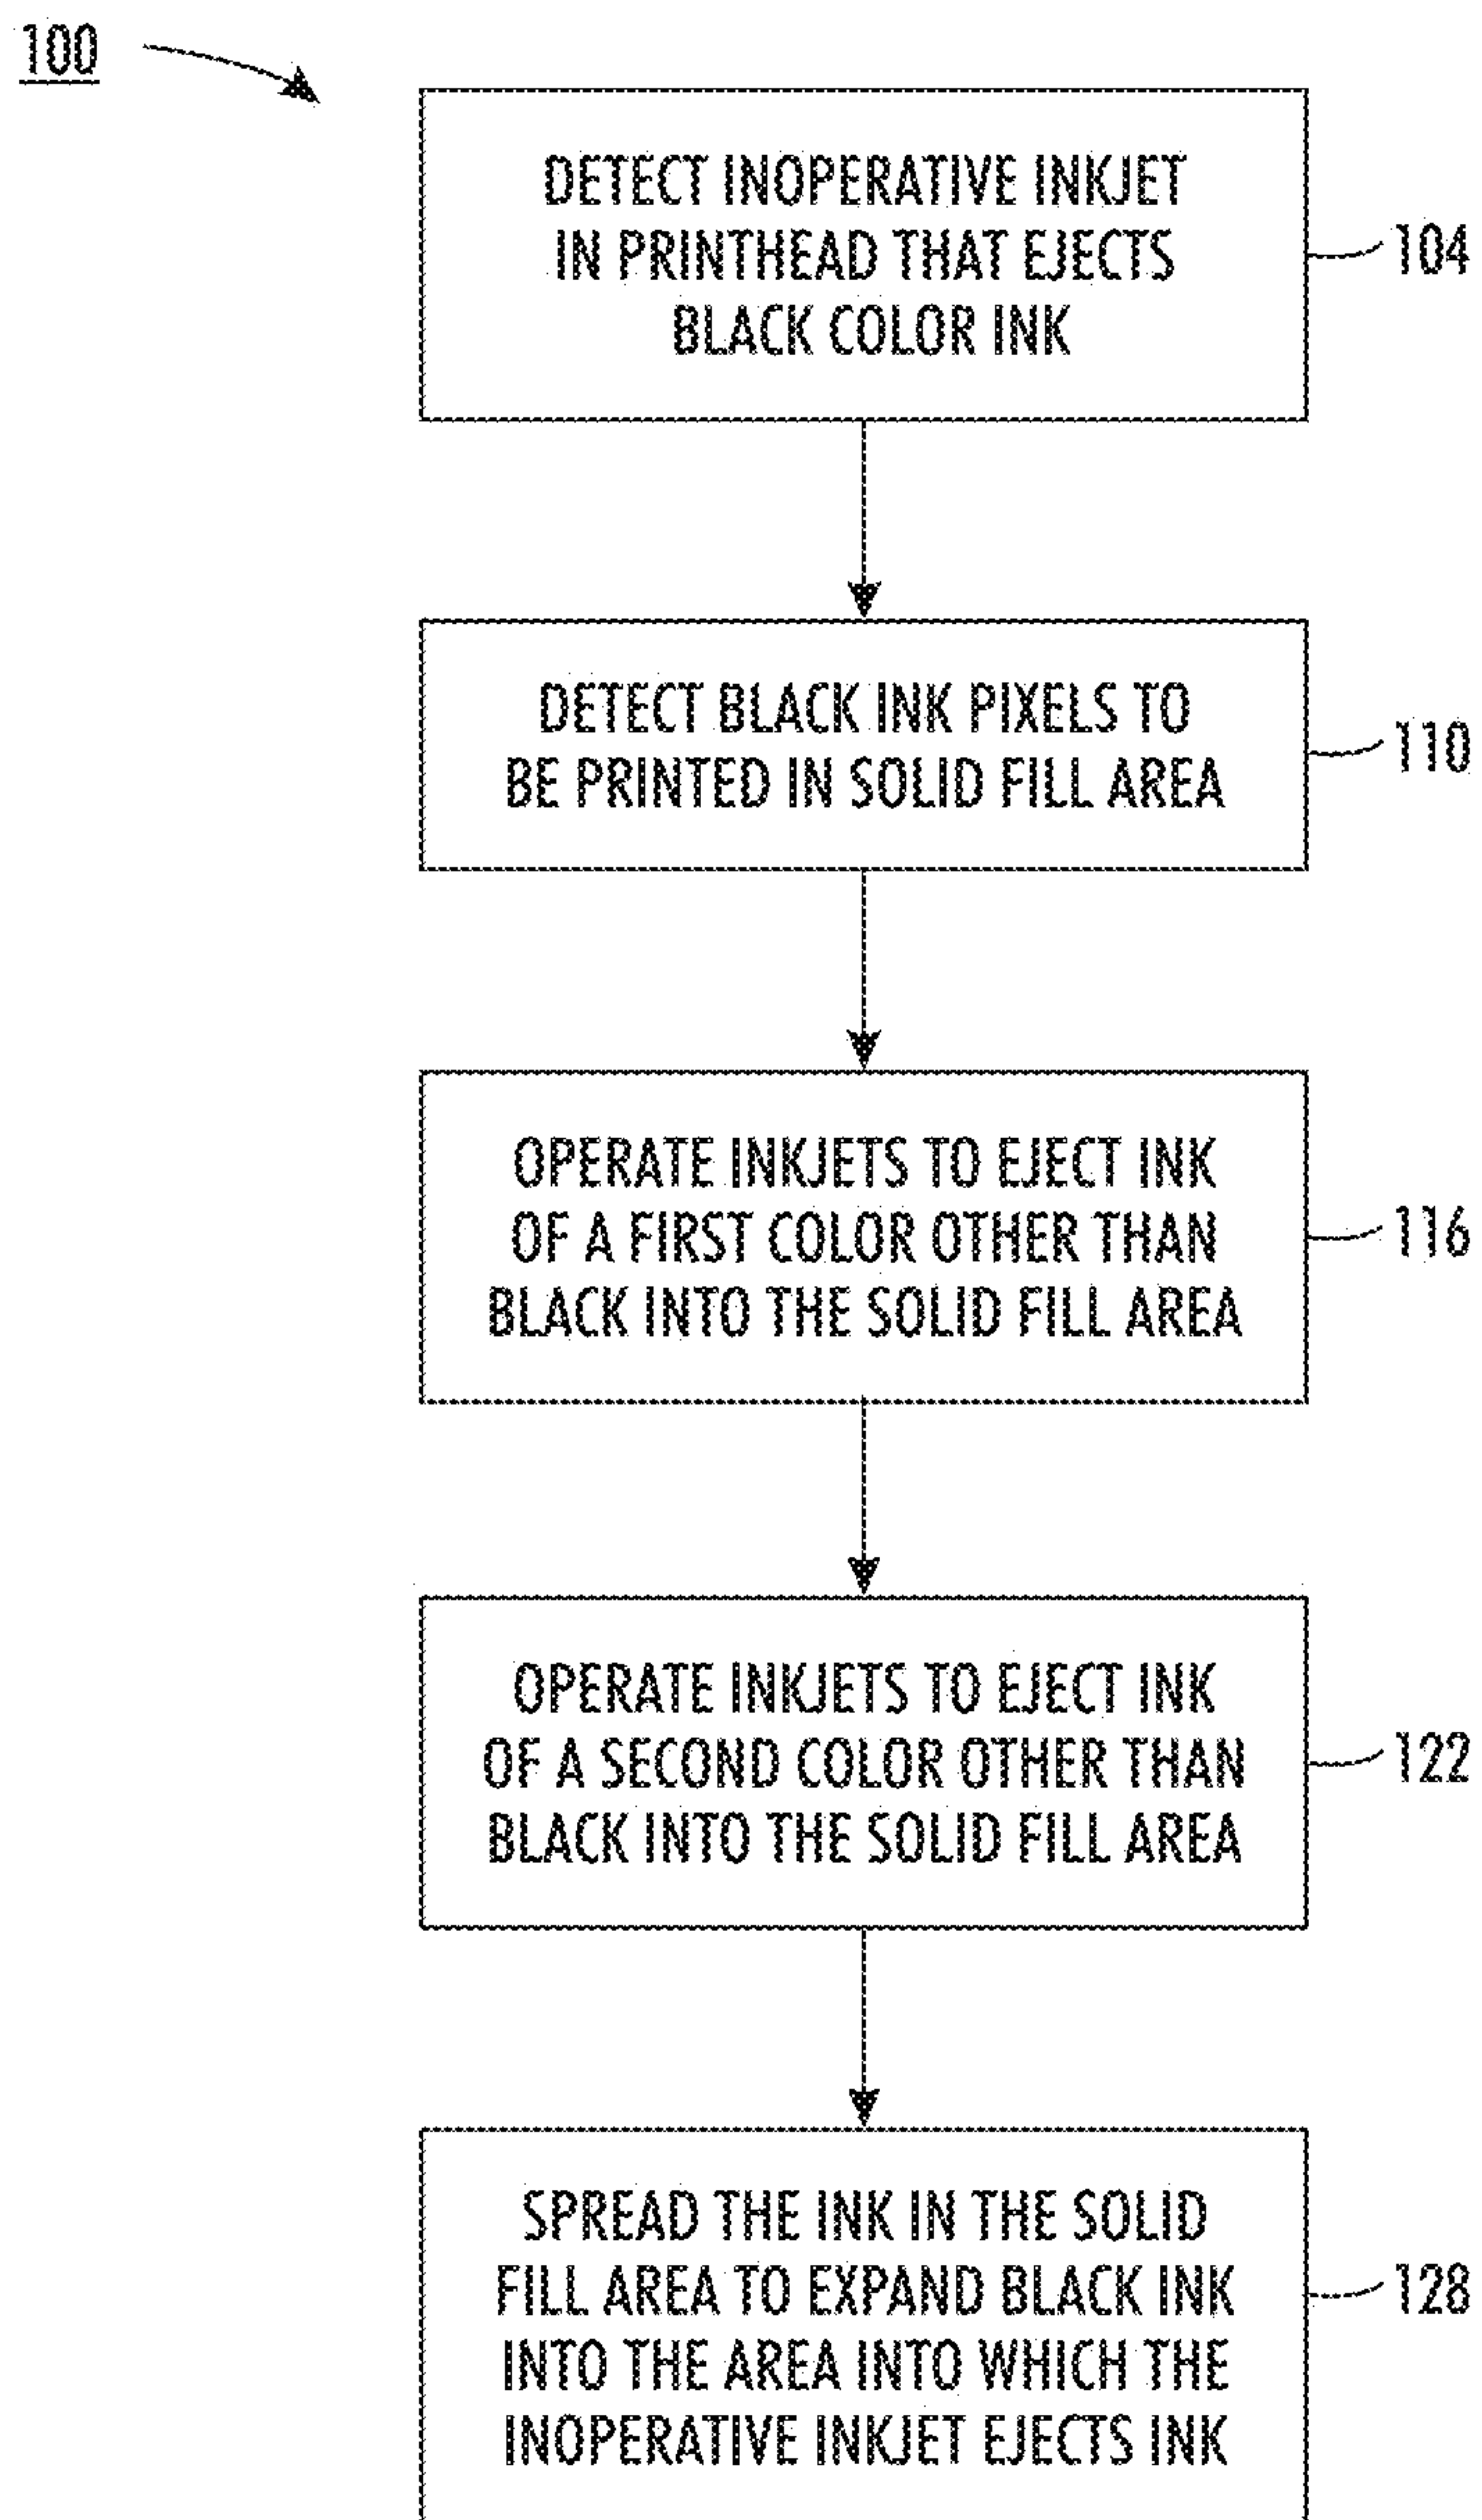 100
DETECT INOPERATIVE INKJET
IN PRINTHEAD THAT EJECTS
BLACK COLOR INK
104
DETECT BLACK INK PIXELS TO
BE PRINTED IN SOLID FILL AREA
110
OPERATE INKJETS TO EJECT INK
OF A FIRST COLOR OTHER THAN
BLACK INTO THE SOLID FILL AREA
116
OPERATE INKJETS TO EJECT INK
OF A SECOND COLOR OTHER THAN
BLACK INTO THE SOLID FILL AREA
122
SPREAD THE INK IN THE SOLID
FILL AREA TO EXPAND BLACK INK
INTO THE AREA INTO WHICH THE
INOPERATIVE INKJET EJECTS INK
128